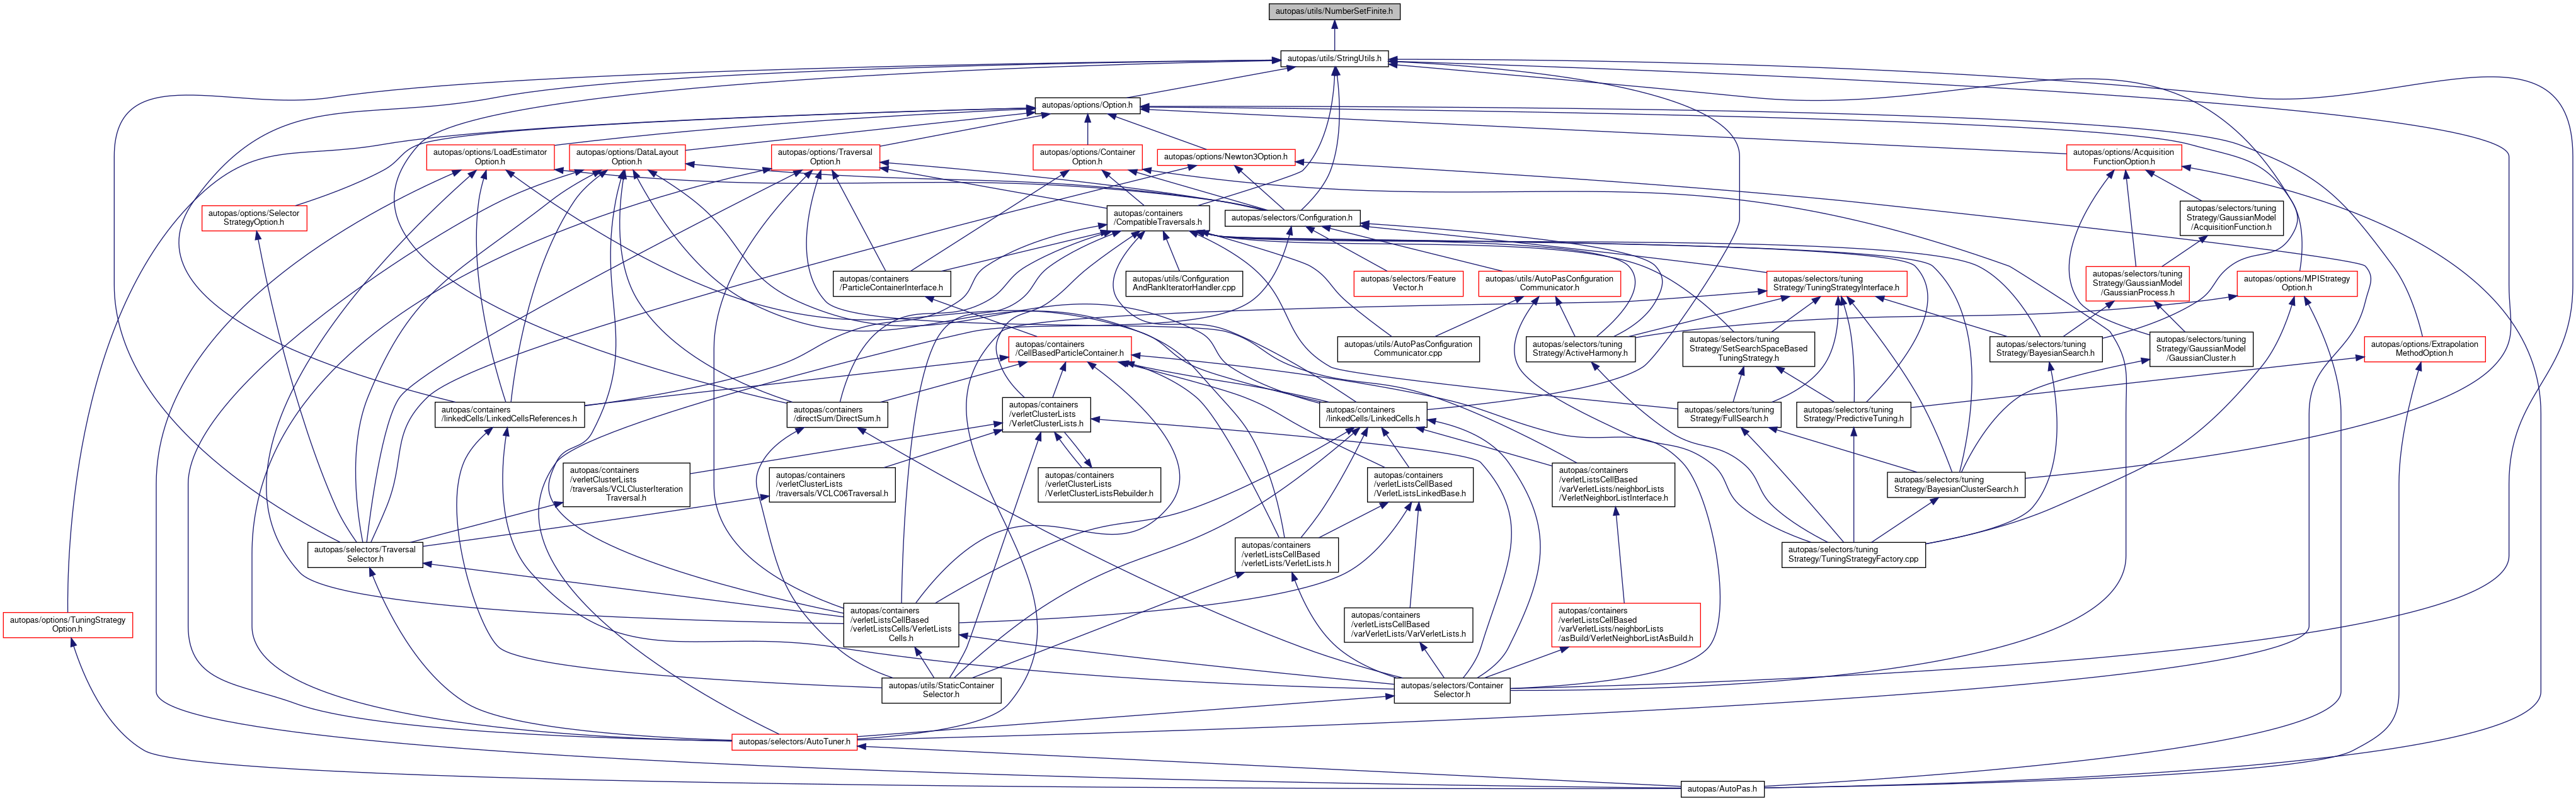 autopas/utils/NumberSetFinite.h
autopas/utils/StringUtils.h
autopas/options/Option.h
autopas/options/LoadEstimator
Option.h
autopas/options/DataLayout
Option.h
autopas/options/Traversal
Option.h
autopas/options/Container
Option.h
autopas/options/Newton3Option.h
autopas/options/Acquisition
FunctionOption.h
autopas/options/Selector
StrategyOption.h
autopas/containers
/CompatibleTraversals.h
autopas/selectors/Configuration.h
autopas/selectors/tuning
Strategy/GaussianModel
/AcquisitionFunction.h
autopas/containers
/ParticleContainerInterface.h
autopas/utils/Configuration
AndRankIteratorHandler.cpp
autopas/selectors/Feature
Vector.h
autopas/utils/AutoPasConfiguration
Communicator.h
autopas/selectors/tuning
Strategy/TuningStrategyInterface.h
autopas/selectors/tuning
Strategy/GaussianModel
/GaussianProcess.h
autopas/options/MPIStrategy
Option.h
autopas/containers
/CellBasedParticleContainer.h
autopas/utils/AutoPasConfiguration
Communicator.cpp
autopas/selectors/tuning
Strategy/ActiveHarmony.h
autopas/selectors/tuning
Strategy/SetSearchSpaceBased
TuningStrategy.h
autopas/selectors/tuning
Strategy/BayesianSearch.h
autopas/selectors/tuning
Strategy/GaussianModel
/GaussianCluster.h
autopas/options/Extrapolation
MethodOption.h
autopas/containers
/linkedCells/LinkedCellsReferences.h
autopas/containers
/directSum/DirectSum.h
autopas/containers
/verletClusterLists
/VerletClusterLists.h
autopas/containers
/linkedCells/LinkedCells.h
autopas/selectors/tuning
Strategy/FullSearch.h
autopas/selectors/tuning
Strategy/PredictiveTuning.h
autopas/containers
/verletClusterLists
/traversals/VCLClusterIteration
Traversal.h
autopas/containers
/verletClusterLists
/traversals/VCLC06Traversal.h
autopas/containers
/verletClusterLists
/VerletClusterListsRebuilder.h
autopas/containers
/verletListsCellBased
/VerletListsLinkedBase.h
autopas/containers
/verletListsCellBased
/varVerletLists/neighborLists
/VerletNeighborListInterface.h
autopas/selectors/tuning
Strategy/BayesianClusterSearch.h
autopas/selectors/Traversal
Selector.h
autopas/containers
/verletListsCellBased
/verletLists/VerletLists.h
autopas/selectors/tuning
Strategy/TuningStrategyFactory.cpp
autopas/options/TuningStrategy
Option.h
autopas/containers
/verletListsCellBased
/verletListsCells/VerletLists
Cells.h
autopas/containers
/verletListsCellBased
/varVerletLists/VarVerletLists.h
autopas/containers
/verletListsCellBased
/varVerletLists/neighborLists
/asBuild/VerletNeighborListAsBuild.h
autopas/utils/StaticContainer
Selector.h
autopas/selectors/Container
Selector.h
autopas/selectors/AutoTuner.h
autopas/AutoPas.h